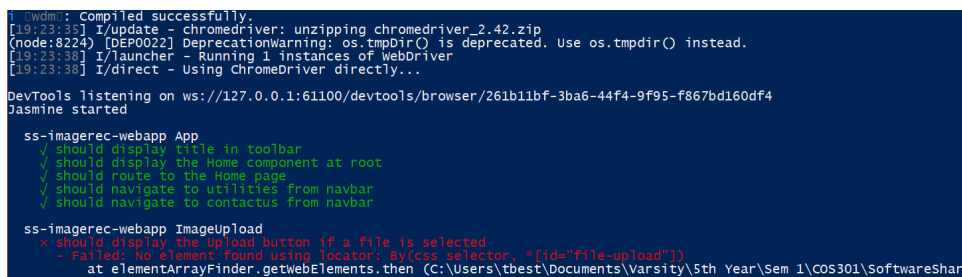 i ｢wdm｣: Compiled successfully.
[19:23:35] I/update - chromedriver: unzipping chromedriver_2.42.zip
(node:8224) [DEP0022] DeprecationWarning: os.tmpDir() is deprecated. Use os.tmpdir() instead.
[19:23:38] I/launcher - Running 1 instances of WebDriver
[19:23:38] I/direct - Using ChromeDriver directly...
DevTools listening on ws://127.0.0.1:61100/devtools/browser/261b11bf-3ba6-44f4-9f95-f867bd160df4
Jasmine started
ss-imagerec-webapp App
√ should display title in toolbar
√ should display the Home component at root
√ should route to the Home page
√ should navigate to utilities from navbar
√ should navigate to contactus from navbar
ss-imagerec-webapp ImageUpload
× should display the Upload button if a file is selected
- Failed: No element found using locator: By(css selector, *[id="file-upload"])
at elementArrayFinder.getWebElements.then (C:\Users\tbest\Documents\Varsity\5th Year\Sem 1\COS301\SoftwareShar